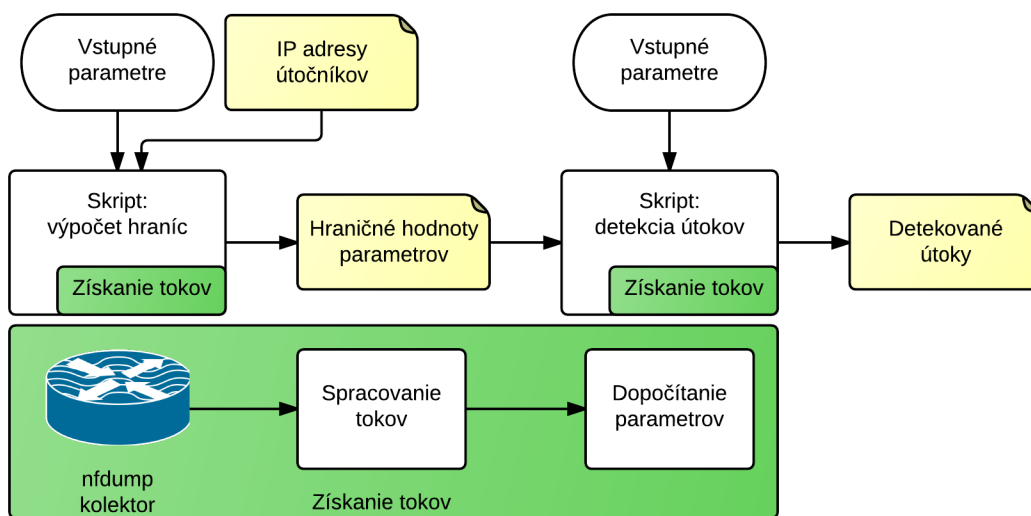 Vstupné
parametre
IP adresy
útočníkov
Vstupné
parametre
Skript:
výpočet hraníc
Získanie tokov
Hraničné hodnoty
parametrov
Skript:
detekcia útokov
Získanie tokov
Detekované
útoky
nfdump
kolektor
Spracovanie
tokov
Dopočítanie
parametrov
Získanie tokov